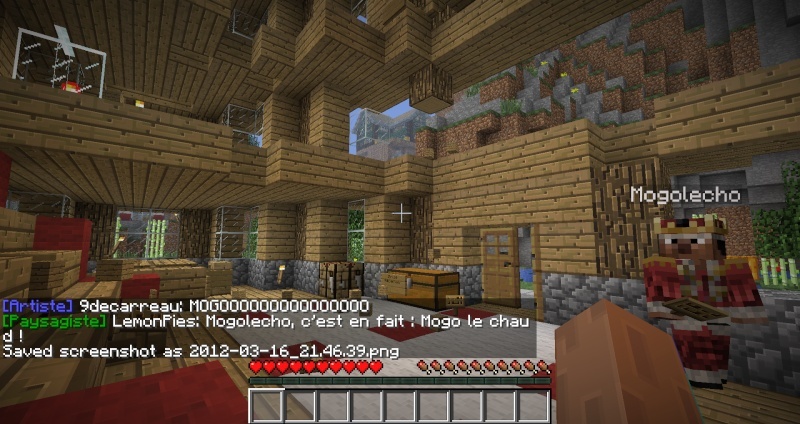 Mogolecho
[Artiste] 9decarreau: MOGOOOOOOOOOOOOOOOO
[Paysagiste] LemonPies: Mogolecho, c'est en fait : Mogo le chau
d !
Saved screenshot as 2012-03-16_21.46.39.png